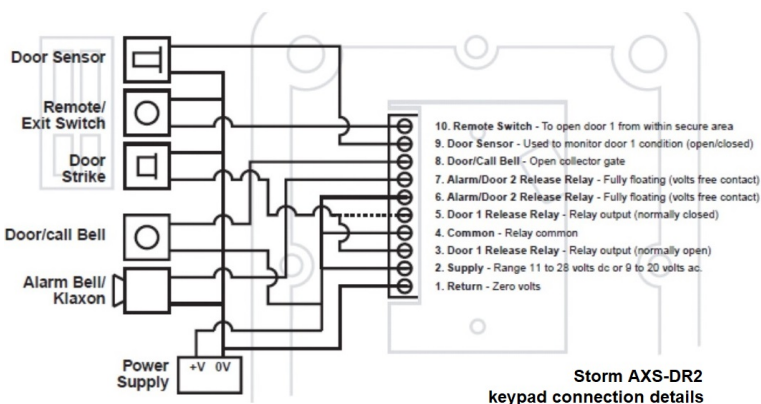 Door Sensor
Remote/
Exit Switch
Door
Strike
Door/call Bell
Alarm Bell/
Klaxon
Power
Supply
+V 0V
10. Remote Switch - To open door 1 from within secure area
9. Door Sensor - Used to monitor door 1 condition (open/closed)
8. Door/Call Bell - Open collector gate
7. Alarm/Door 2 Release Relay - Fully floating (volts free contact)
6. Alarm/Door 2 Release Relay - Fully floating (volts free contact)
5. Door 1 Release Relay - Relay output (normally closed)
4. Common - Relay common
3. Door 1 Release Relay - Relay output (normally open)
2. Supply - Range 11 to 28 volts dc or 9 to 20 volts ac.
1. Return - Zero volts
Storm AXS-DR2
keypad connection details